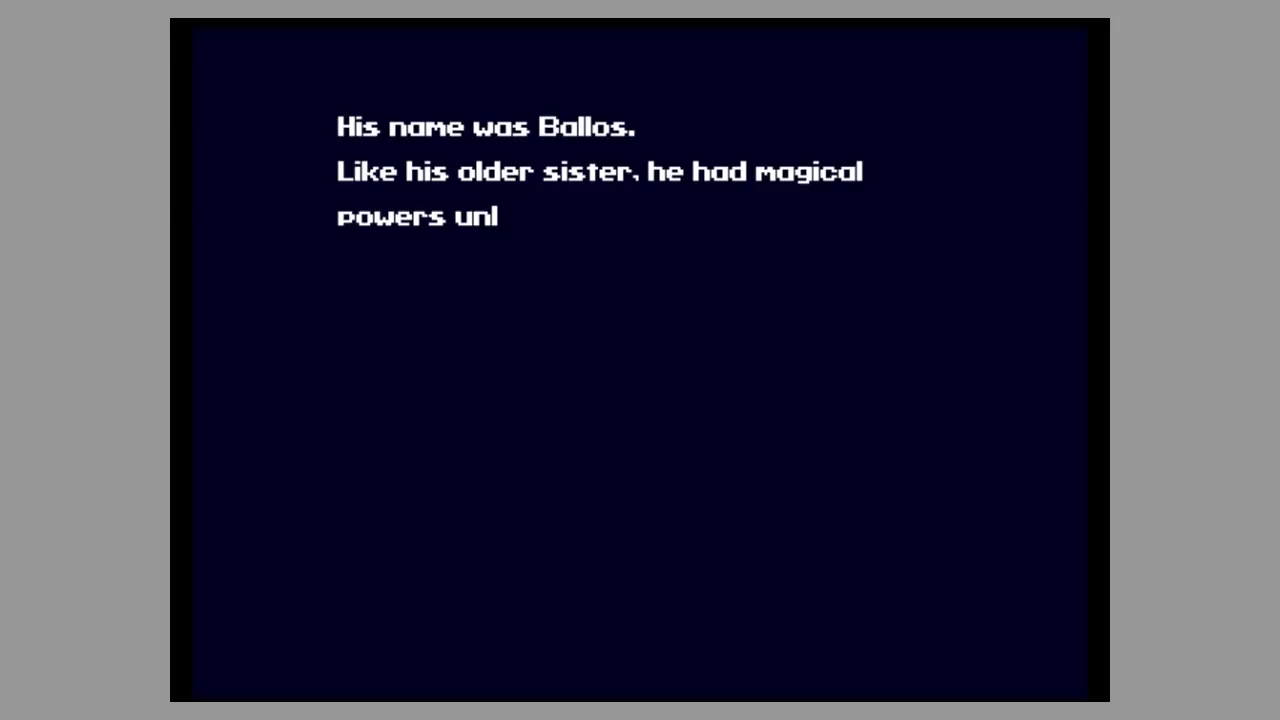 His name was Ballos.
Like his older sister, he had magical
powers unl